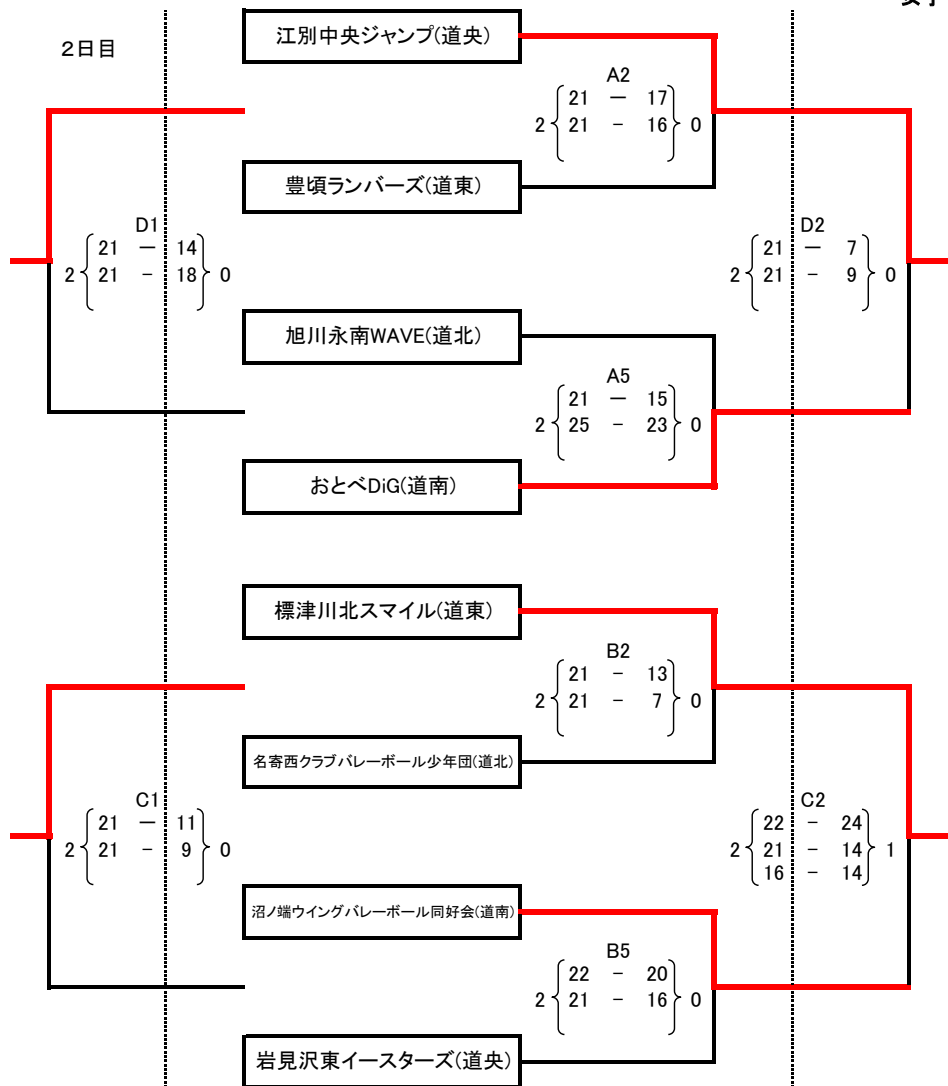 2日目
江別中央ジャンプ(道央)
A2
21 ー 17
2 21 - 16 0
豊頃ランバーズ(道東)
D1
21 ー 14
2 21 - 18 0
D2
21 ー 7
2 21 - 9 0
旭川永南WAVE(道北)
A5
21 ー 15
2 25 - 23 0
おとべDiG(道南)
標津川北スマイル(道東)
B2
21 - 13
2 21 - 7 0
名寄西クラブバレーボール少年団(道北)
C1
21 ー 11
2 21 - 9 0
C2
22 - 24
2 21 - 14 1
16 - 14
沼ノ端ウイングバレーボール同好会(道南)
B5
22 - 20
2 21 - 16 0
岩見沢東イースターズ(道央)